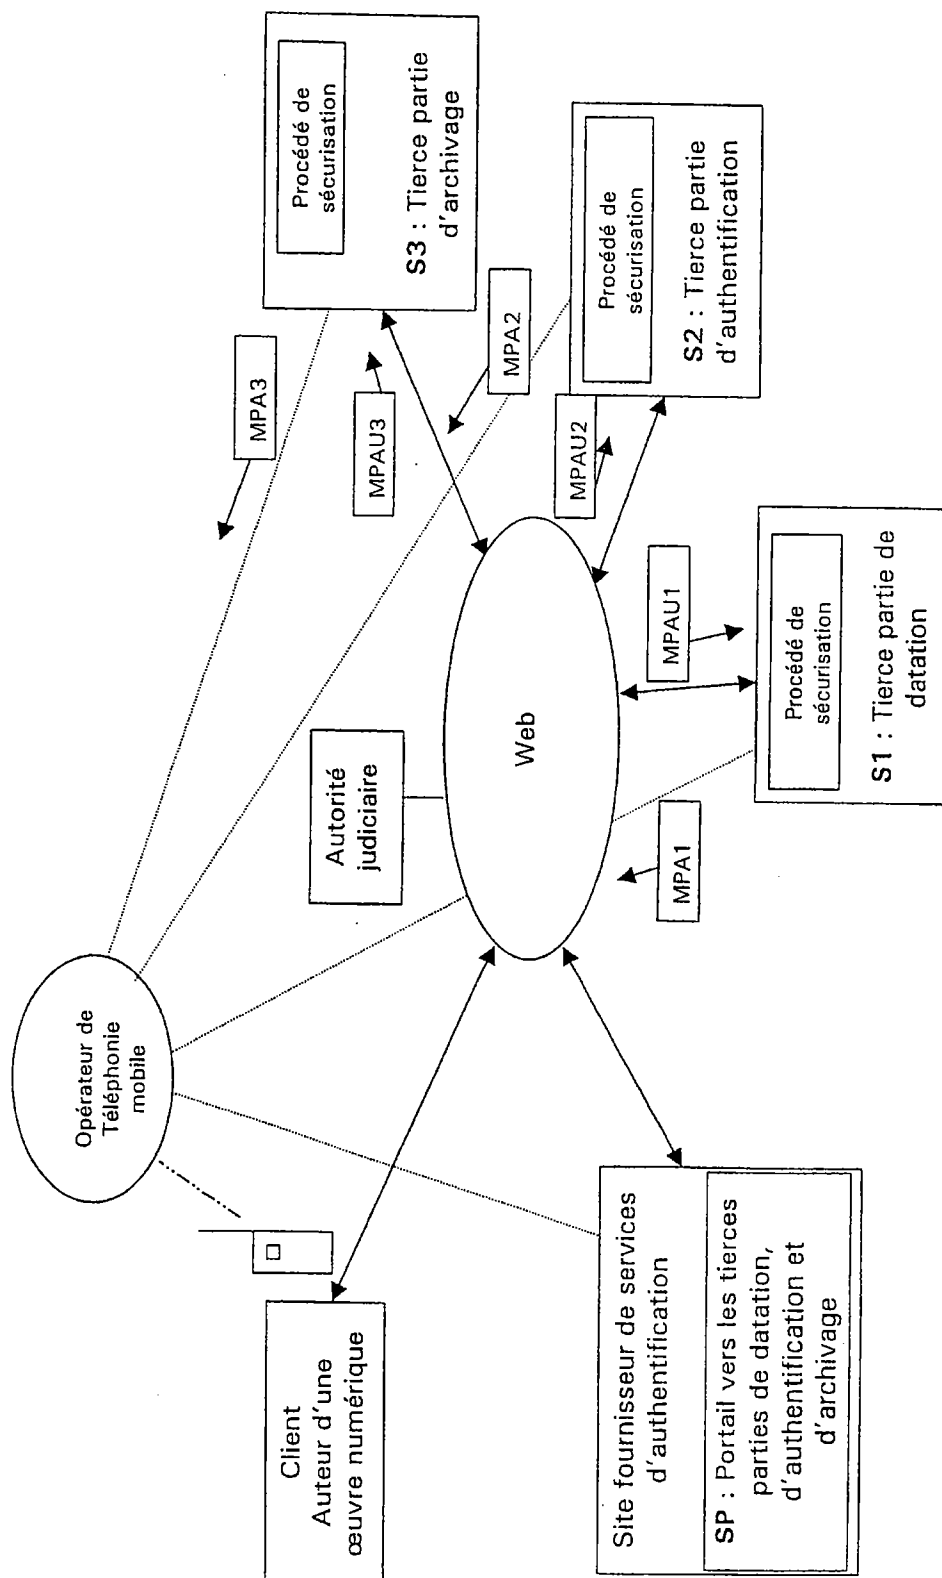 Opérateur de
Téléphonie
mobile
Client
Auteur d'une
œuvre numérique
Site fournisseur de services
d'authentification
SP : Portail vers les tierces
parties de datation,
d'authentification et
d'archivage
Autorité
judiciaire
Web
MPA1
MPAU1
MPA2
MPAU2
MPA3
MPAU3
Procédé de
sécurisation
S1 : Tierce partie de
datation
Procédé de
sécurisation
S2 : Tierce partie
d'authentification
Procédé de
sécurisation
S3 : Tierce partie
d'archivage